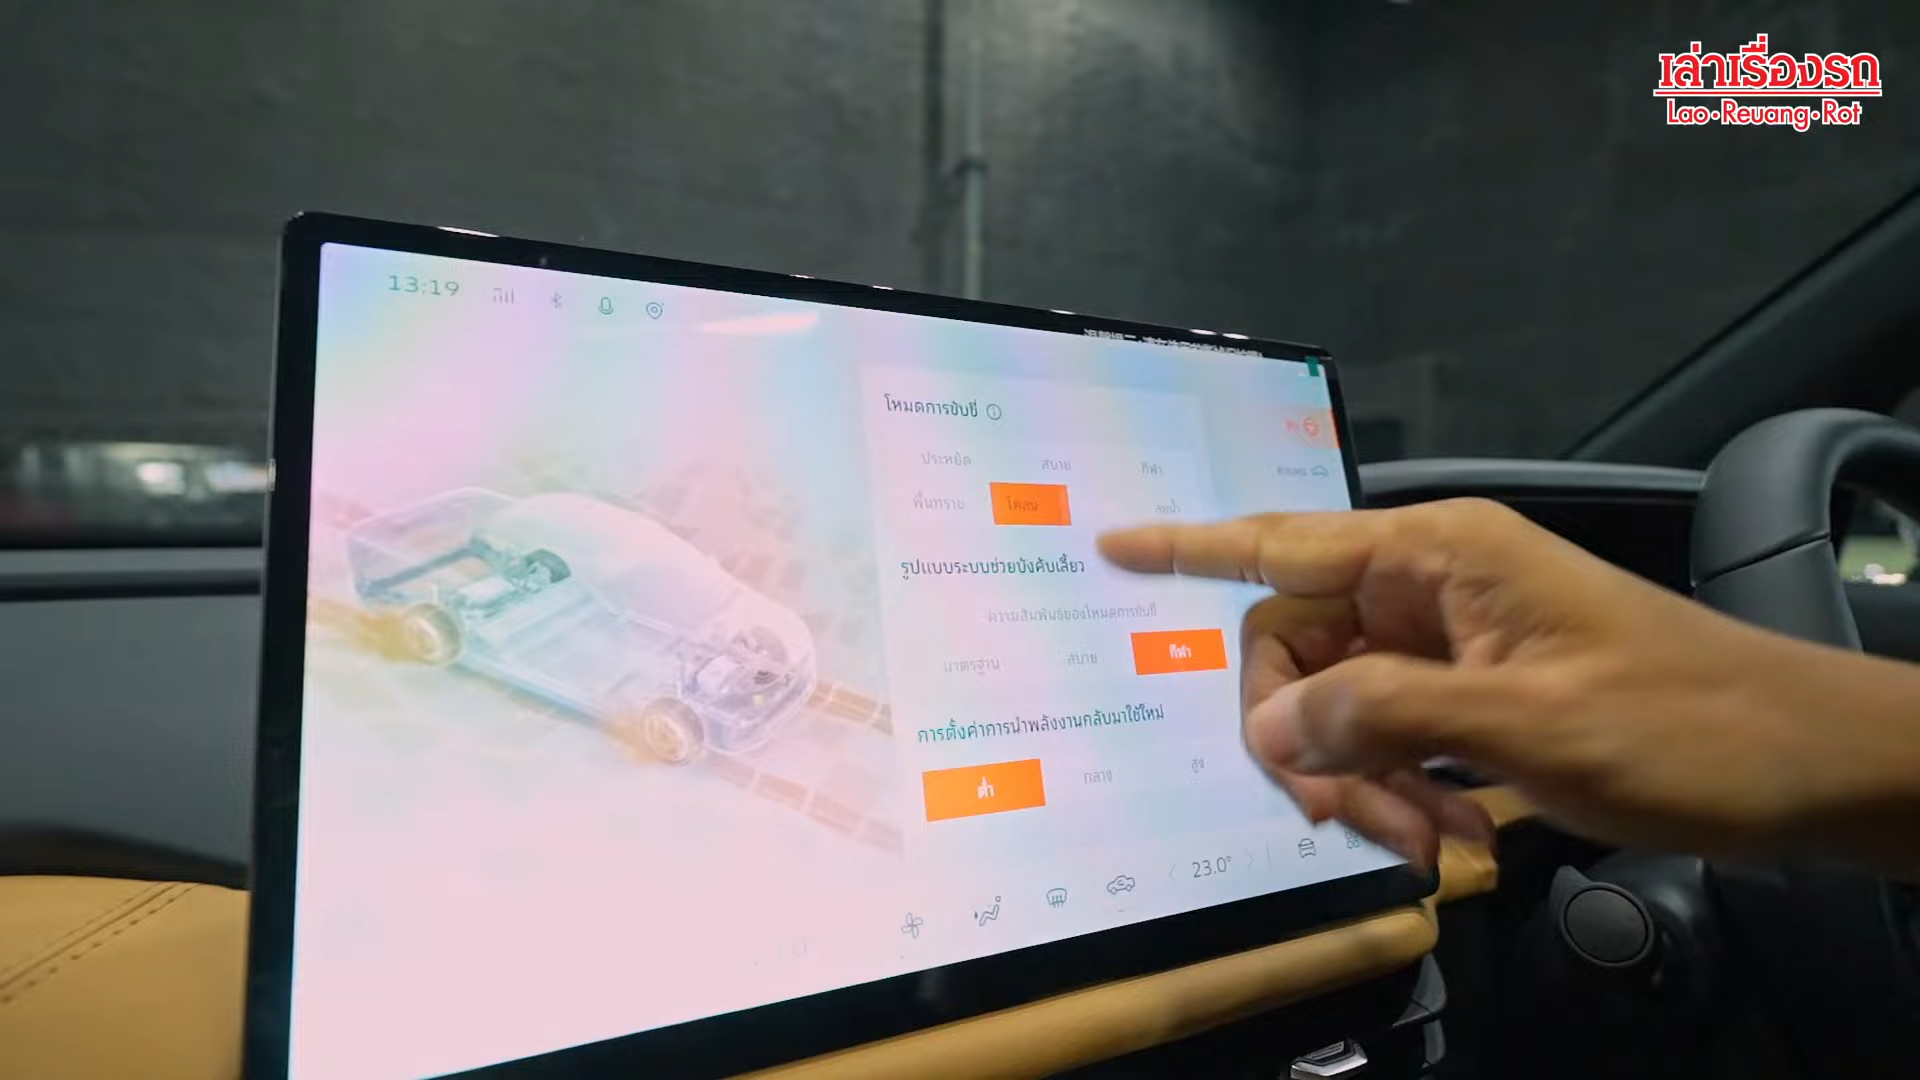 เล่าเรื่องรถ
Lao•Reuang•Rot
13:19
โหมดการขับขี่
ประหยัด สบาย กีฬา
พื้นทราย โคลน ลุยน้ำ
รูปแบบระบบช่วยบังคับเลี้ยว
ความสัมพันธ์ของโหมดการขับขี่
มาตรฐาน สบาย กีฬา
การตั้งค่าการนำพลังงานกลับมาใช้ใหม่
ต่ำ กลาง สูง
23.0°